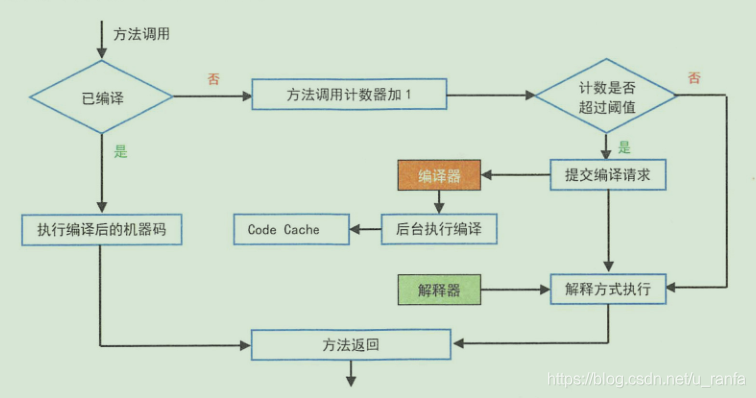 方法调用
已编译
否
方法调用计数器加1
计数是否
超过阈值
否
是
是
编译器
提交编译请求
执行编译后的机器码
Code Cache
后台执行编译
解释器
解释方式执行
方法返回
https://blog.csdn.net/u_ranfa